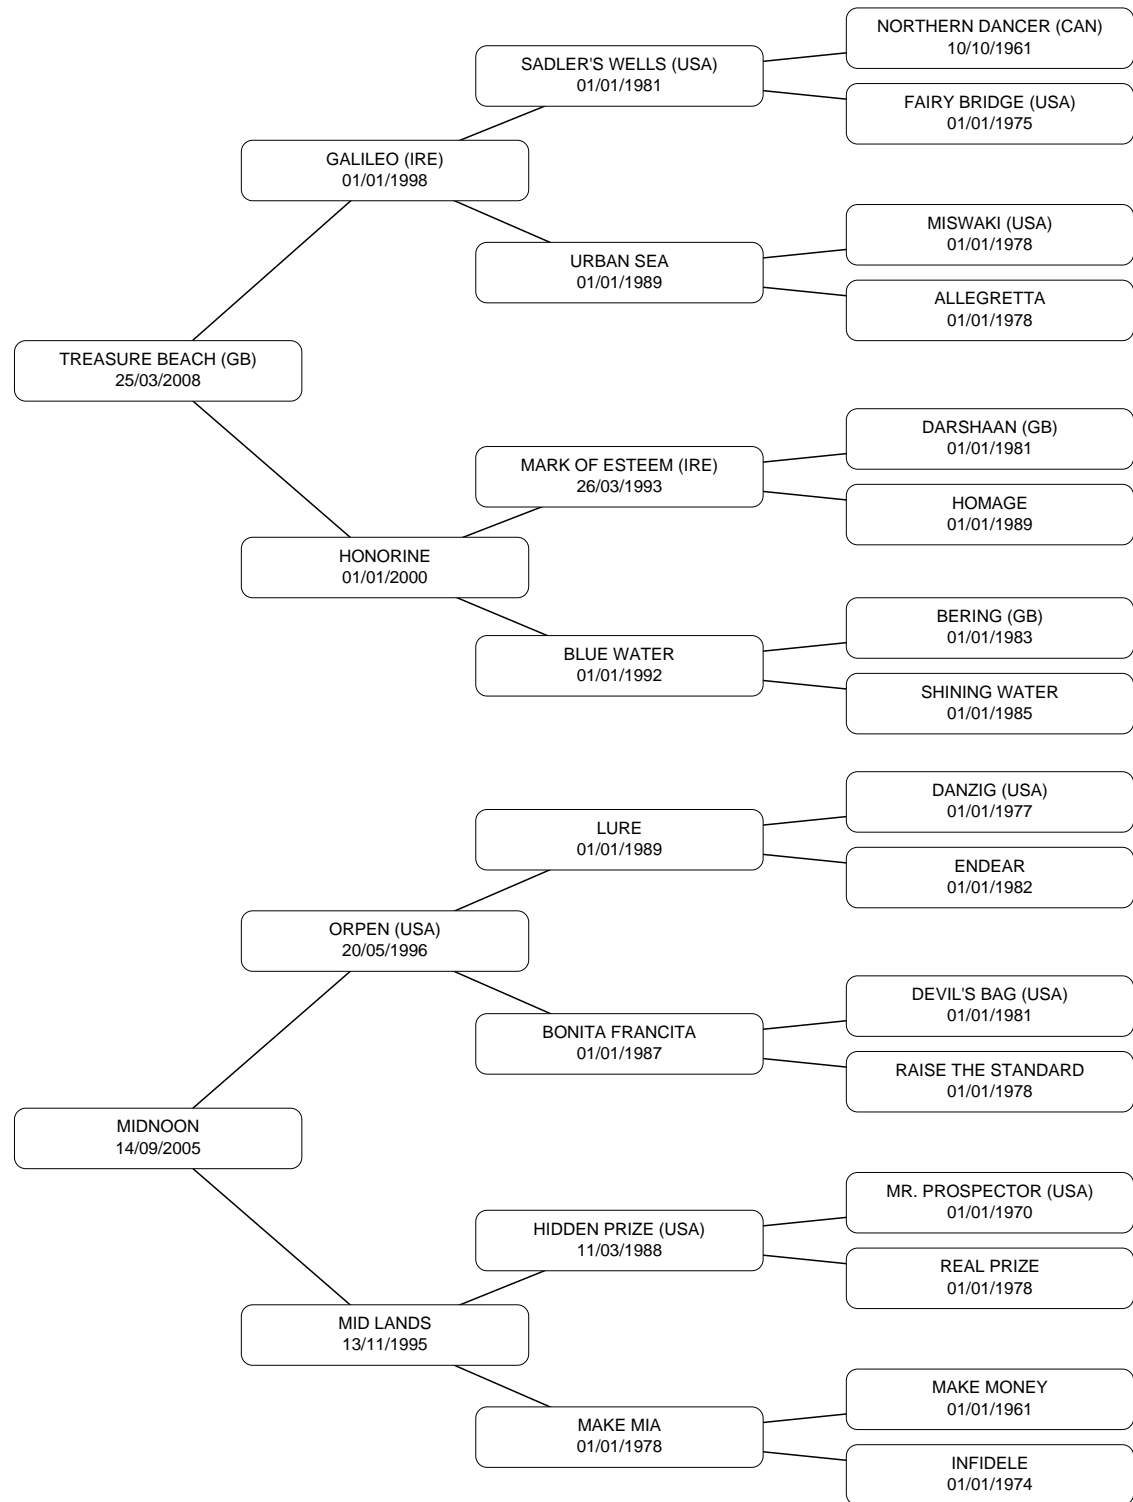 NORTHERN DANCER (CAN)
10/10/1961
SADLER'S WELLS (USA)
01/01/1981
FAIRY BRIDGE (USA)
01/01/1975
GALILEO (IRE)
01/01/1998
MISWAKI (USA)
01/01/1978
URBAN SEA
01/01/1989
ALLEGRETTA
01/01/1978
TREASURE BEACH (GB)
25/03/2008
DARSHAAN (GB)
01/01/1981
MARK OF ESTEEM (IRE)
26/03/1993
HOMAGE
01/01/1989
HONORINE
01/01/2000
BERING (GB)
01/01/1983
BLUE WATER
01/01/1992
SHINING WATER
01/01/1985
DANZIG (USA)
01/01/1977
LURE
01/01/1989
ENDEAR
01/01/1982
ORPEN (USA)
20/05/1996
DEVIL'S BAG (USA)
01/01/1981
BONITA FRANCITA
01/01/1987
RAISE THE STANDARD
01/01/1978
MIDNOON
14/09/2005
MR. PROSPECTOR (USA)
01/01/1970
HIDDEN PRIZE (USA)
11/03/1988
REAL PRIZE
01/01/1978
MID LANDS
13/11/1995
MAKE MONEY
01/01/1961
MAKE MIA
01/01/1978
INFIDELE
01/01/1974